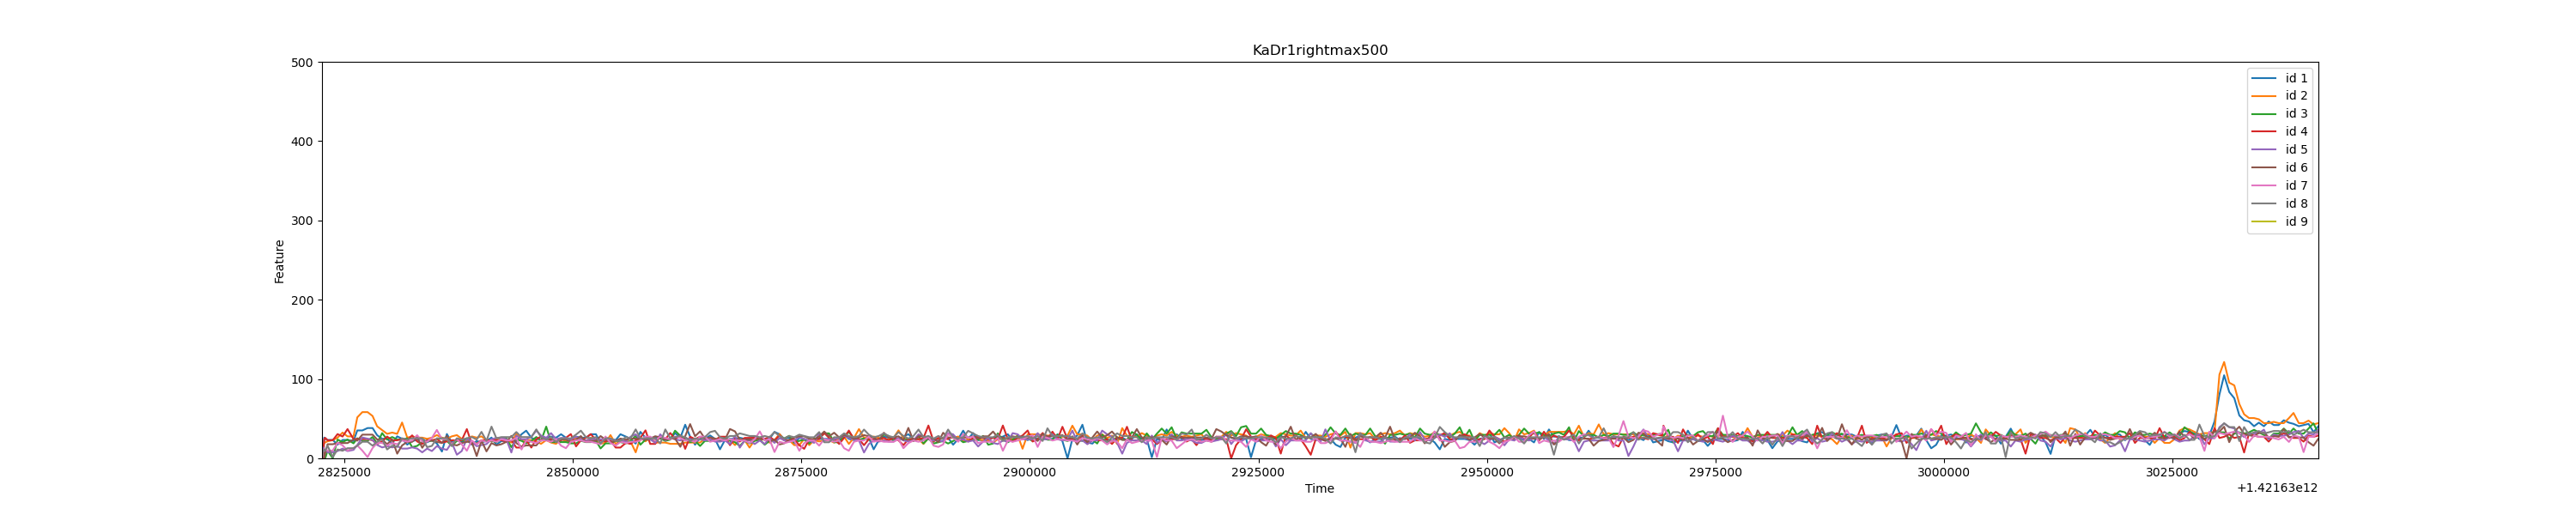 KaDr1rightmax500
500
400
300
200
100
0
Feature
id 1
id 2
id 3
id 4
id 5
id 6
id 7
id 8
id 9
2825000 2850000 2875000 2900000 2925000 2950000 2975000 3000000 3025000
Time
+1.42163e12